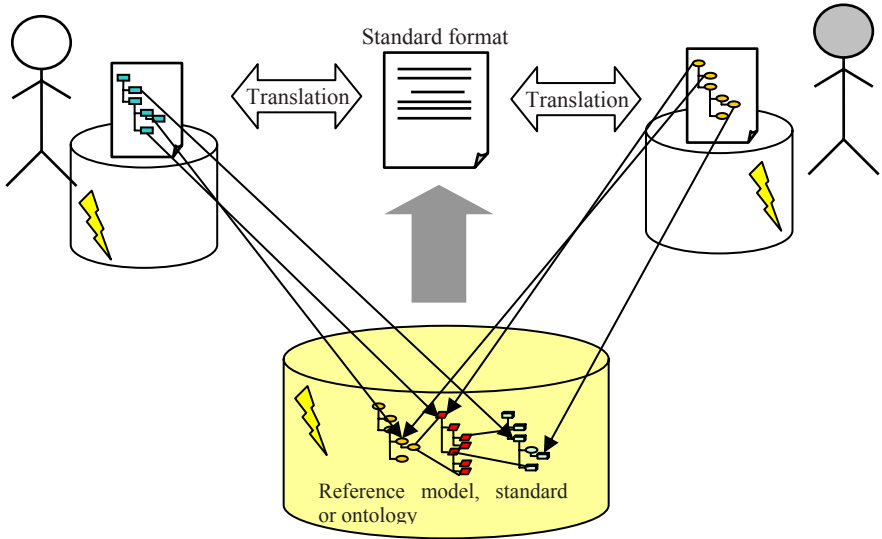 Standard format
Translation
Translation
Reference model, standard
or ontology